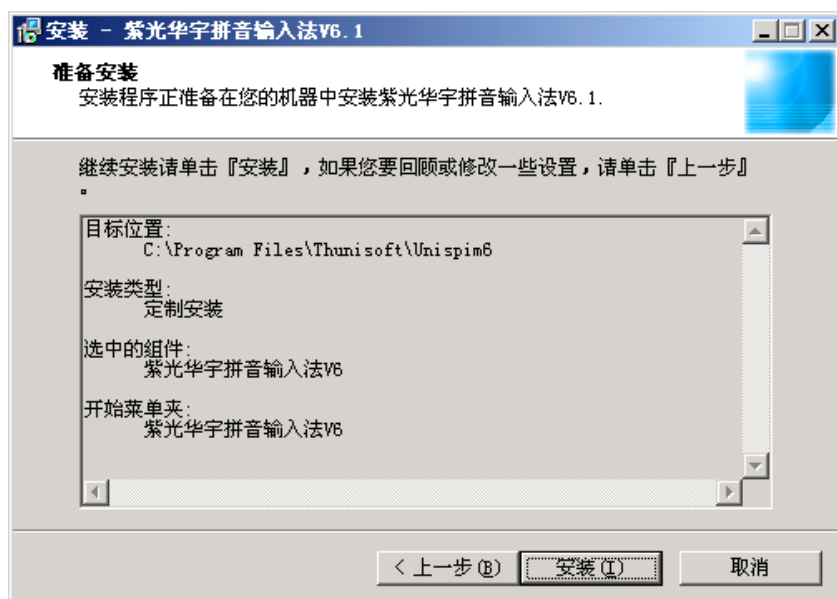 安装 - 紫光华宇拼音输入法V6.1
准备安装
安装程序正准备在您的机器中安装紫光华宇拼音输入法V6.1.
继续安装请单击『安装』，如果您要回顾或修改一些设置，请单击『上一步』
。
目标位置:
C:\Program Files\Thunisoft\Unispim6
安装类型:
定制安装
选中的组件:
紫光华宇拼音输入法V6
开始菜单夹:
紫光华宇拼音输入法V6
< 上一步(B) 安装(I) 取消